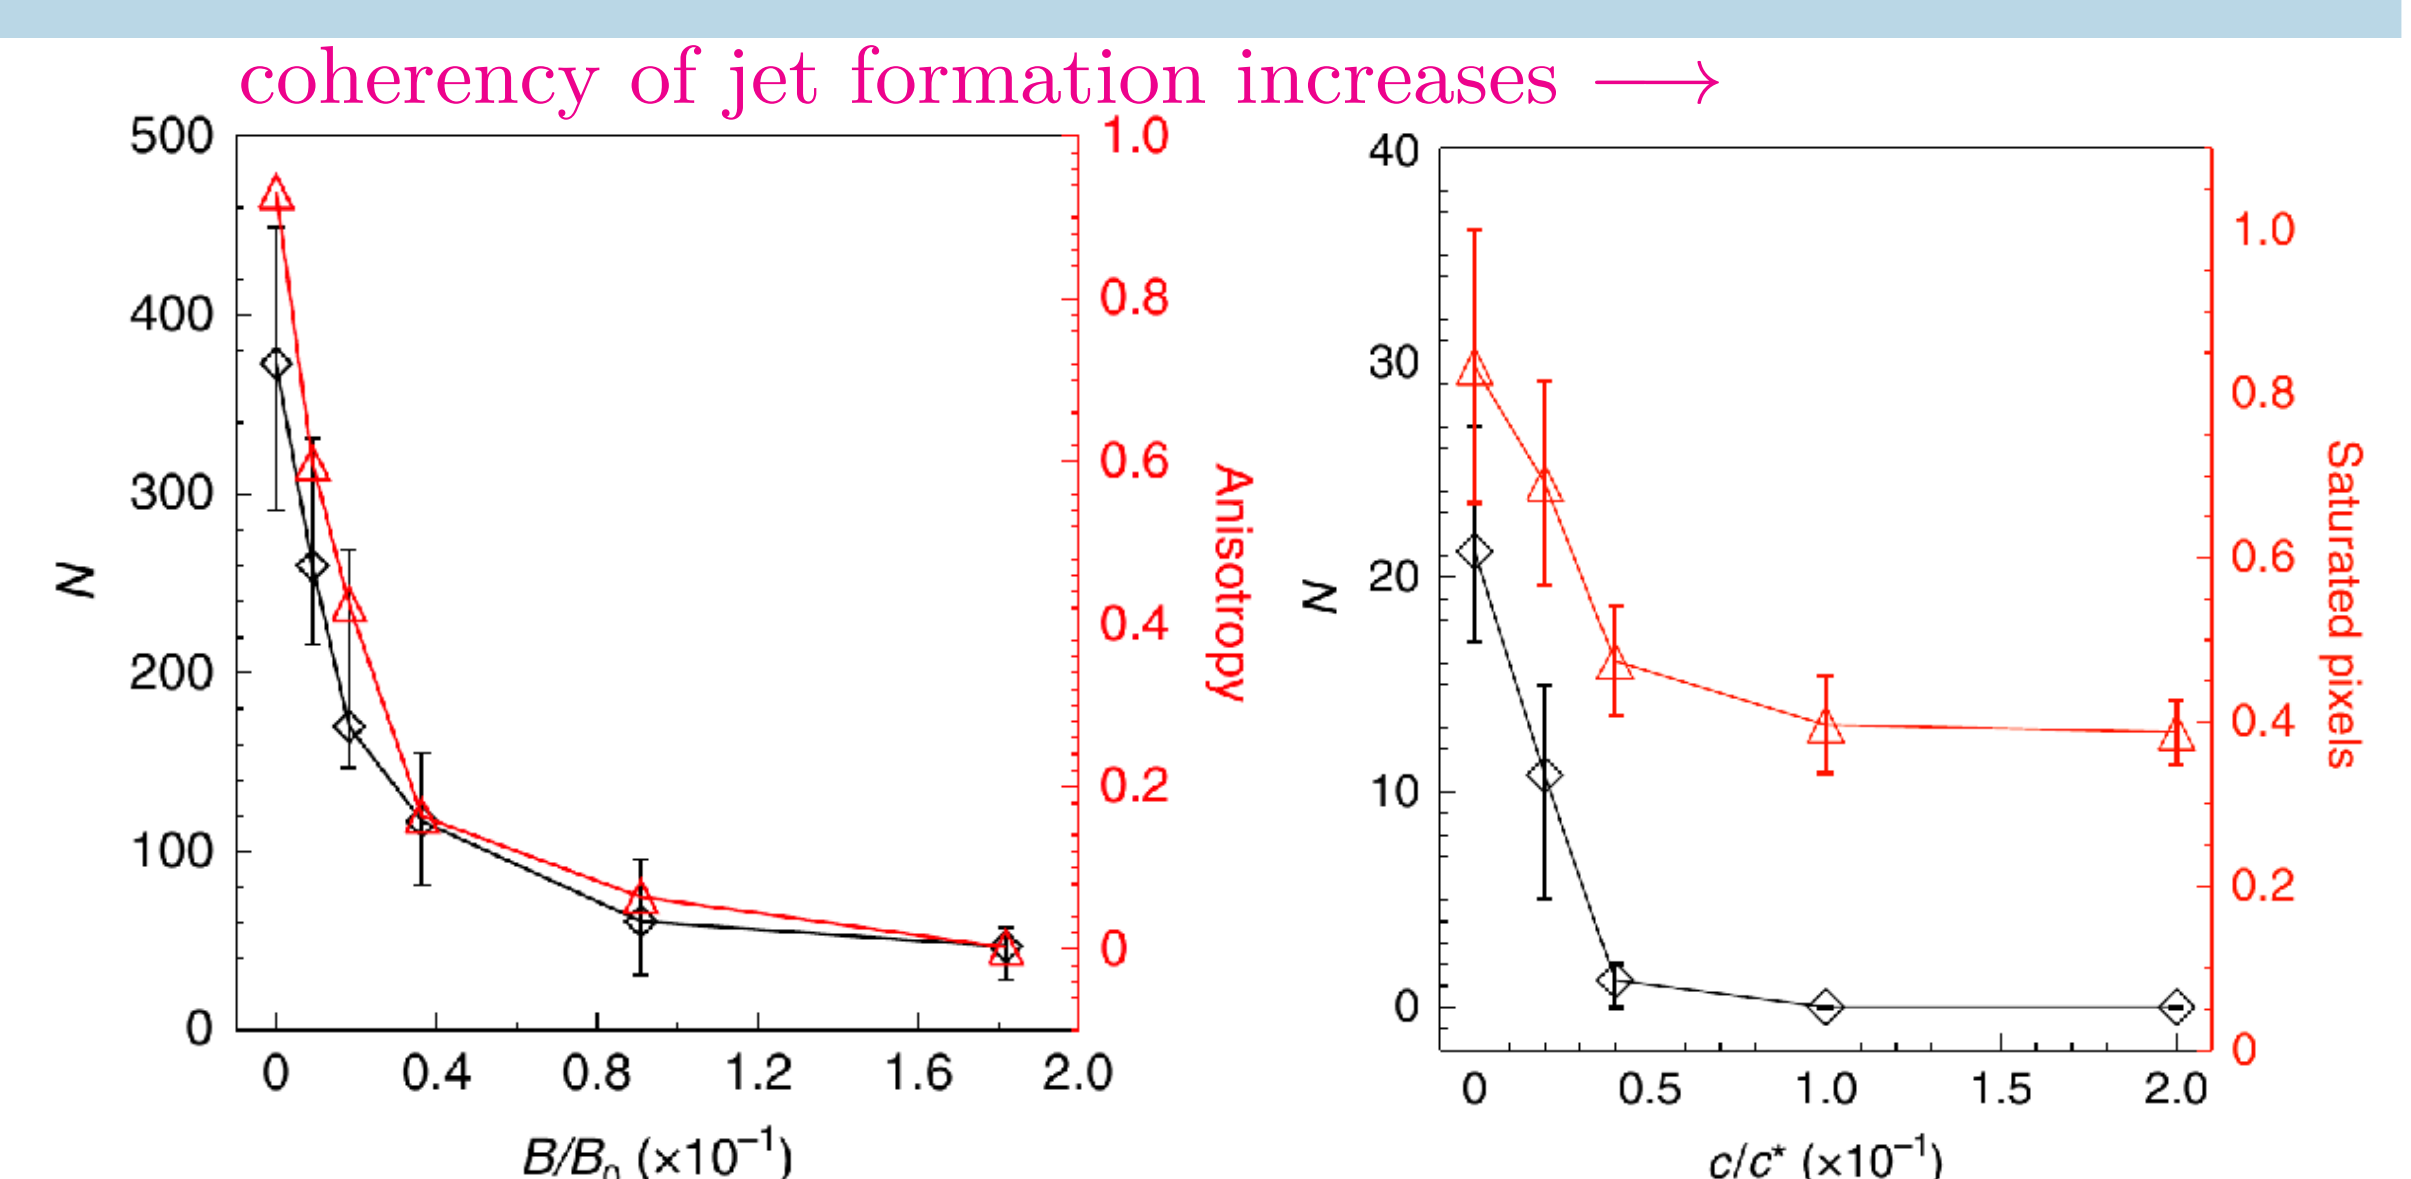 coherency of jet formation increases ⟶
500
400
300
200
100
0
N
1.0
0.8
0.6
0.4
0.2
0
Anisotropy
0 0.4 0.8 1.2 1.6 2.0
B/B₀ (×10⁻¹)
40
30
20
10
0
N
1.0
0.8
0.6
0.4
0.2
0
Saturated pixels
0 0.5 1.0 1.5 2.0
c/c* (×10⁻¹)